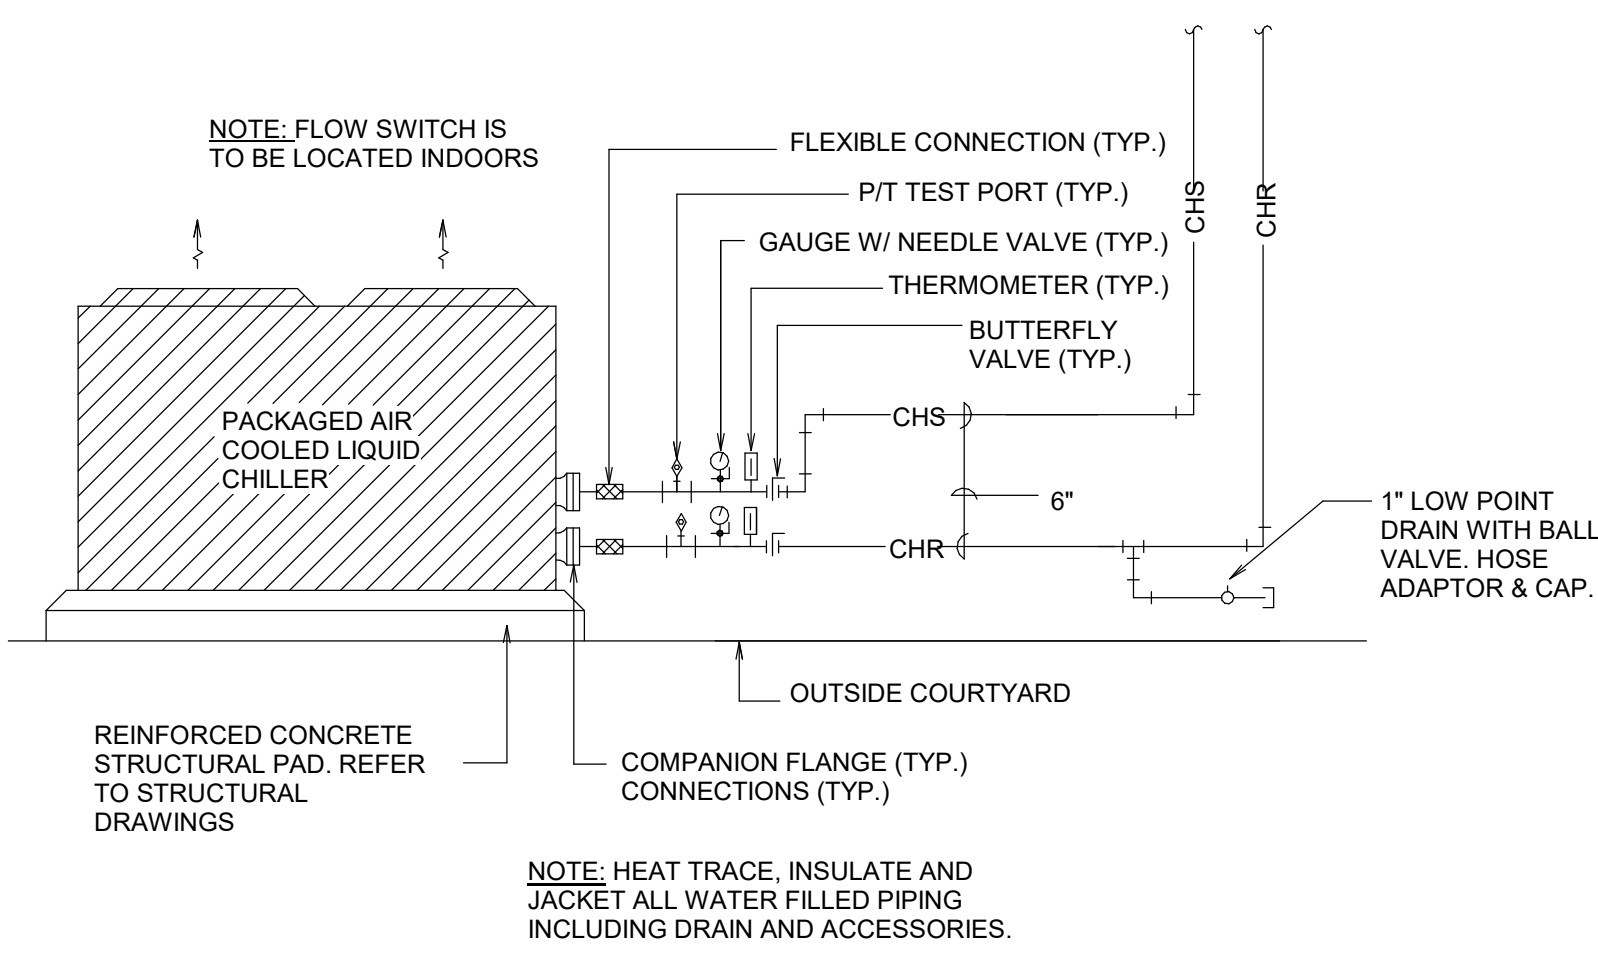 NOTE: FLOW SWITCH IS
TO BE LOCATED INDOORS
FLEXIBLE CONNECTION (TYP.)
P/T TEST PORT (TYP.)
GAUGE W/ NEEDLE VALVE (TYP.)
THERMOMETER (TYP.)
BUTTERFLY
VALVE (TYP.)
CHS
CHR
PACKAGED AIR
COOLED LIQUID
CHILLER
CHS
6"
CHR
1" LOW POINT
DRAIN WITH BALL
VALVE. HOSE
ADAPTOR & CAP.
OUTSIDE COURTYARD
REINFORCED CONCRETE
STRUCTURAL PAD. REFER
TO STRUCTURAL
DRAWINGS
COMPANION FLANGE (TYP.)
CONNECTIONS (TYP.)
NOTE: HEAT TRACE, INSULATE AND
JACKET ALL WATER FILLED PIPING
INCLUDING DRAIN AND ACCESSORIES.